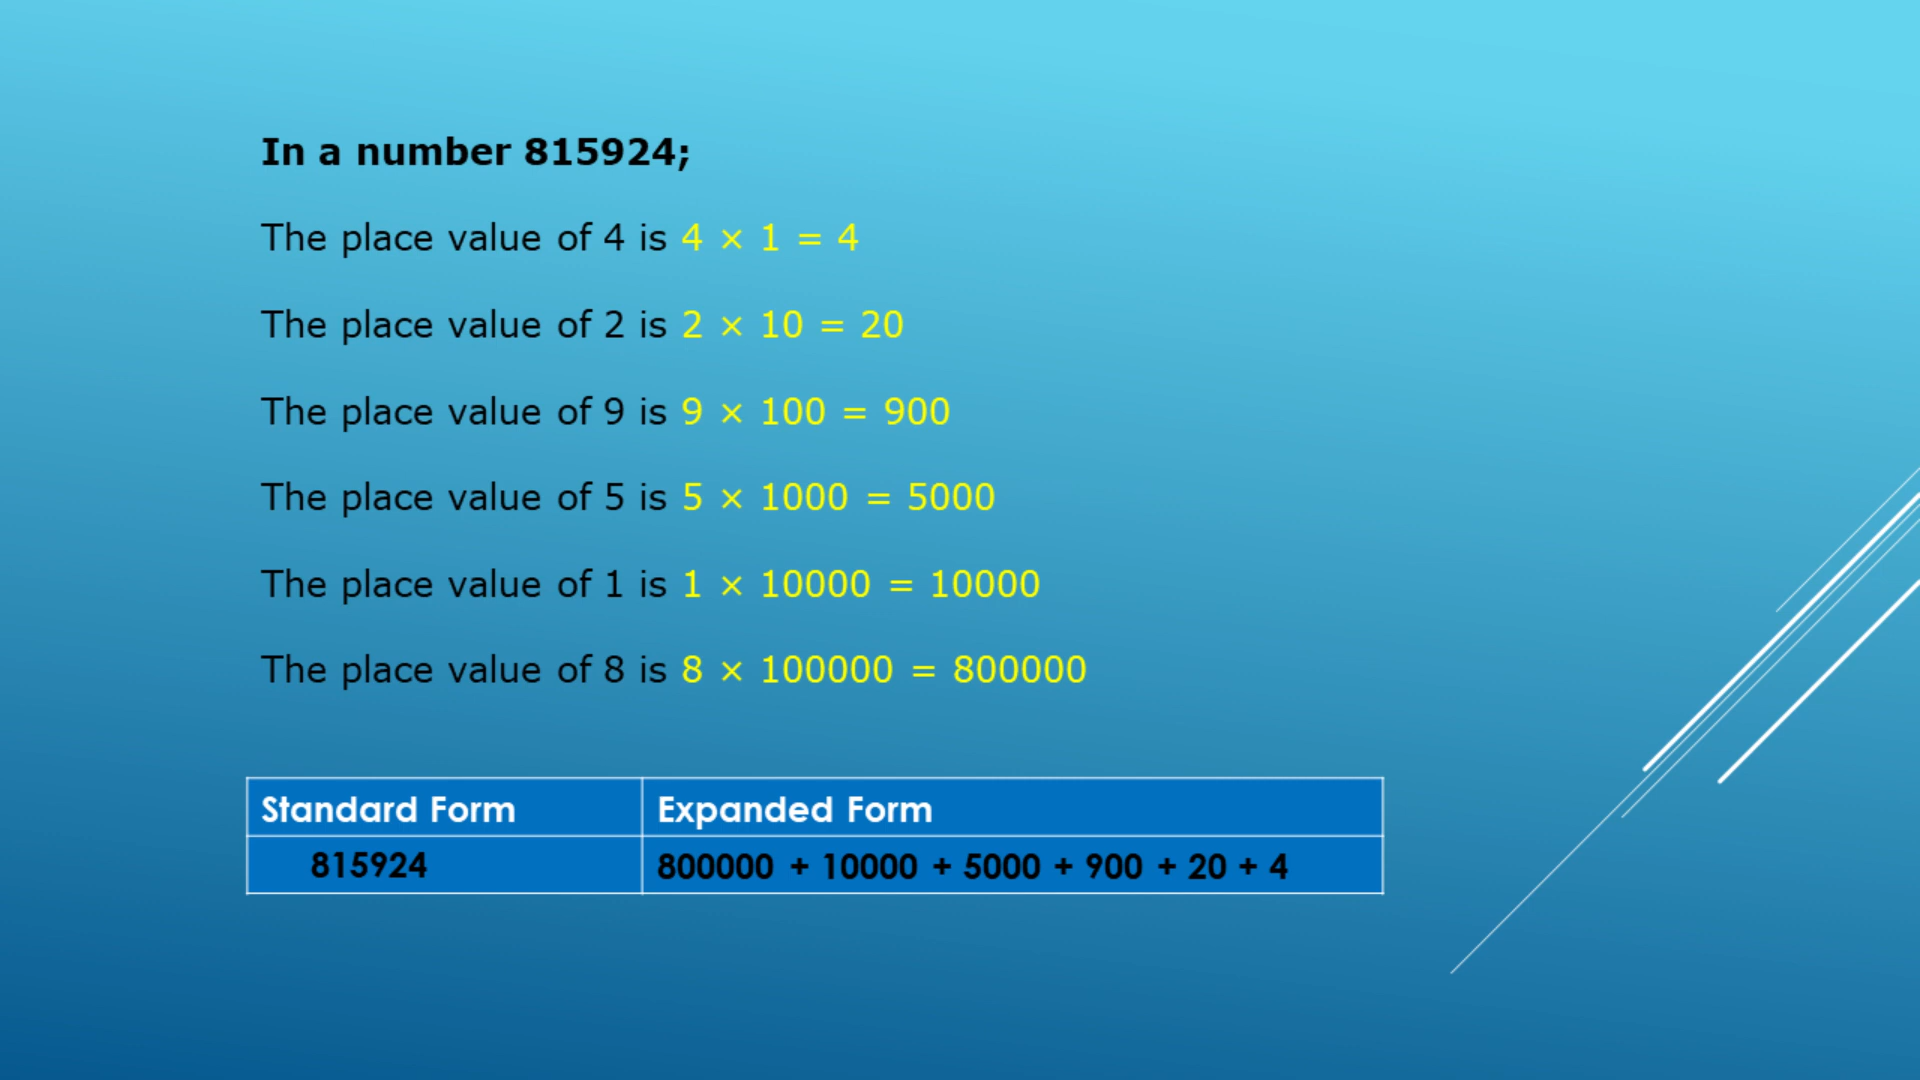 In a number 815924;
The place value of 4 is 4 × 1 = 4
The place value of 2 is 2 × 10 = 20
The place value of 9 is 9 × 100 = 900
The place value of 5 is 5 × 1000 = 5000
The place value of 1 is 1 × 10000 = 10000
The place value of 8 is 8 × 100000 = 800000
Standard Form Expanded Form
815924 800000 + 10000 + 5000 + 900 + 20 + 4